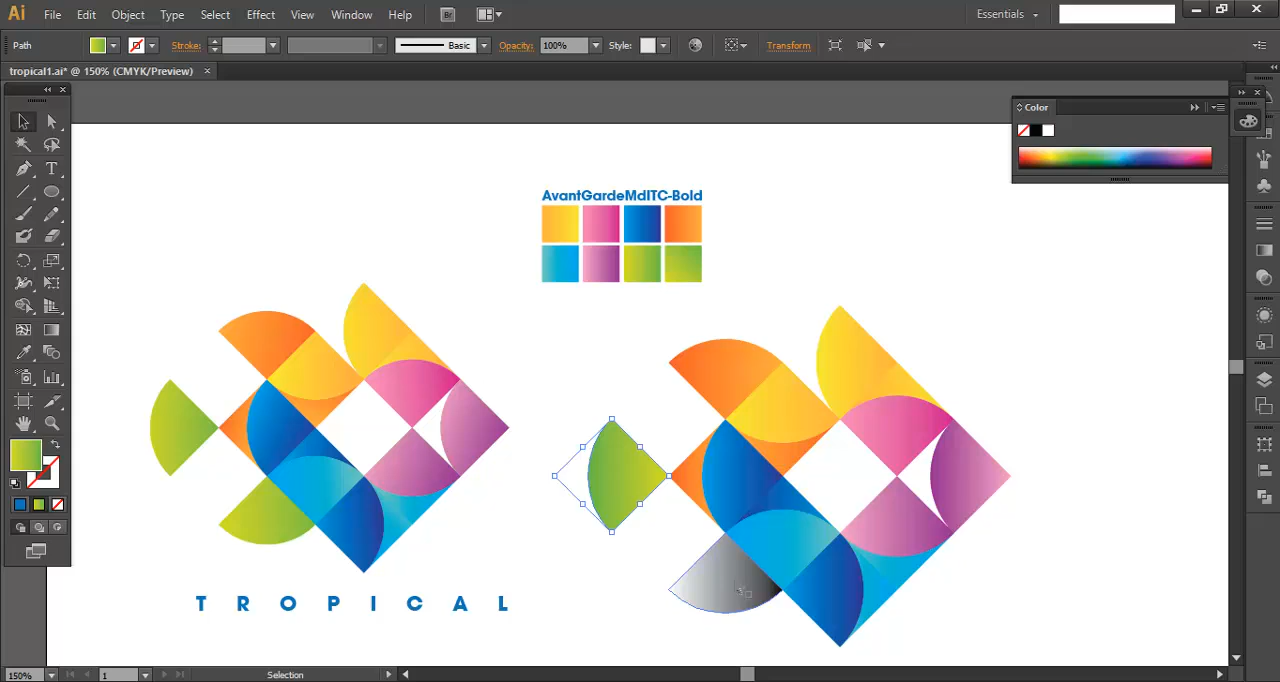 Ai File Edit Object Type Select Effect View Window Help Br Essentials
Path Stroke: Basic Opacity: 100% Style: Transform
tropical1.ai* @ 150% (CMYK/Preview) ×
Color
T
AvantGardeMdITC-Bold
T R O P I C A L
150% 1 Selection